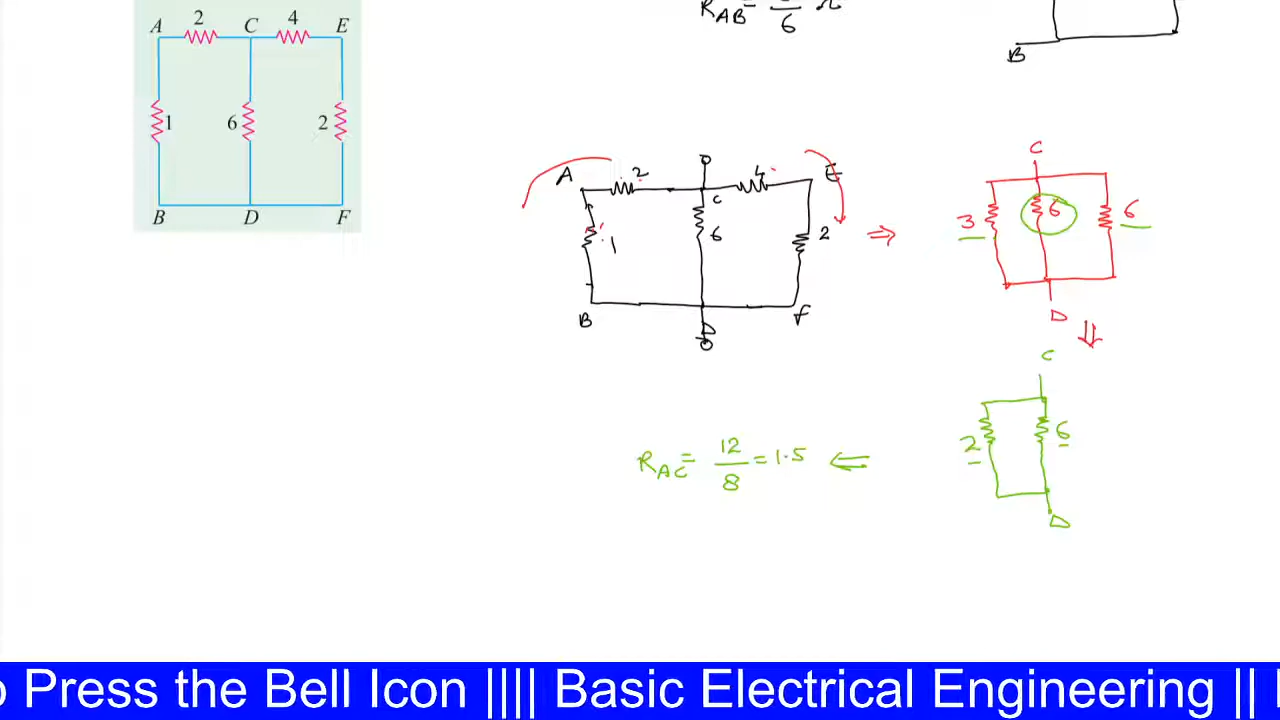 R_AB = 6 Ω
B
A 2 C 4 E
1 6 2
B D F
A 2 C 4 E
1 6 2
B D F
⇒
C
3 6 6
D
⇓
C
2 6
D
⇐
R_AC = 12/8 = 1.5
o Press the Bell Icon |||| Basic Electrical Engineering ||